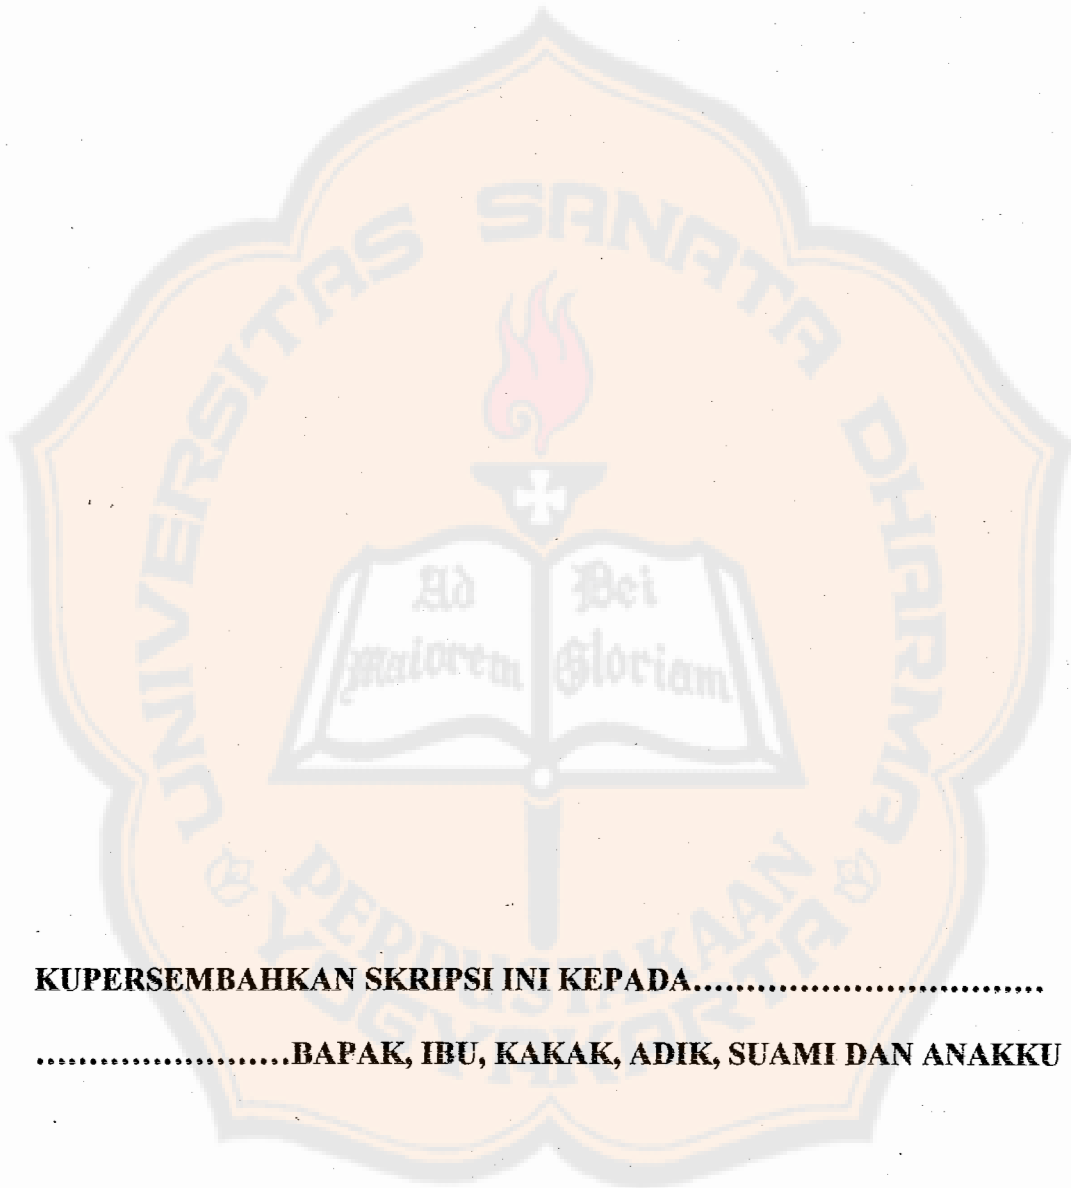 UNIVERSITAS SANATA DHARMA
Ad Dei
maiorem Gloriam
PERPUSTAKAAN
YOGYAKARTA
KUPERSEMBAHKAN SKRIPSI INI KEPADA.................................
........................BAPAK, IBU, KAKAK, ADIK, SUAMI DAN ANAKKU